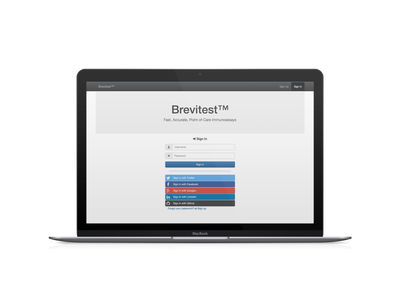 Brevitest™
Sign Up
Sign In
Brevitest™
Fast, Accurate, Point of Care Immunoassays
Sign In
Username
Password
Sign In
Sign in with Twitter
Sign in with Facebook
Sign in with Google+
Sign in with LinkedIn
Sign in with Github
Forgot your password? Sign up
MacBook